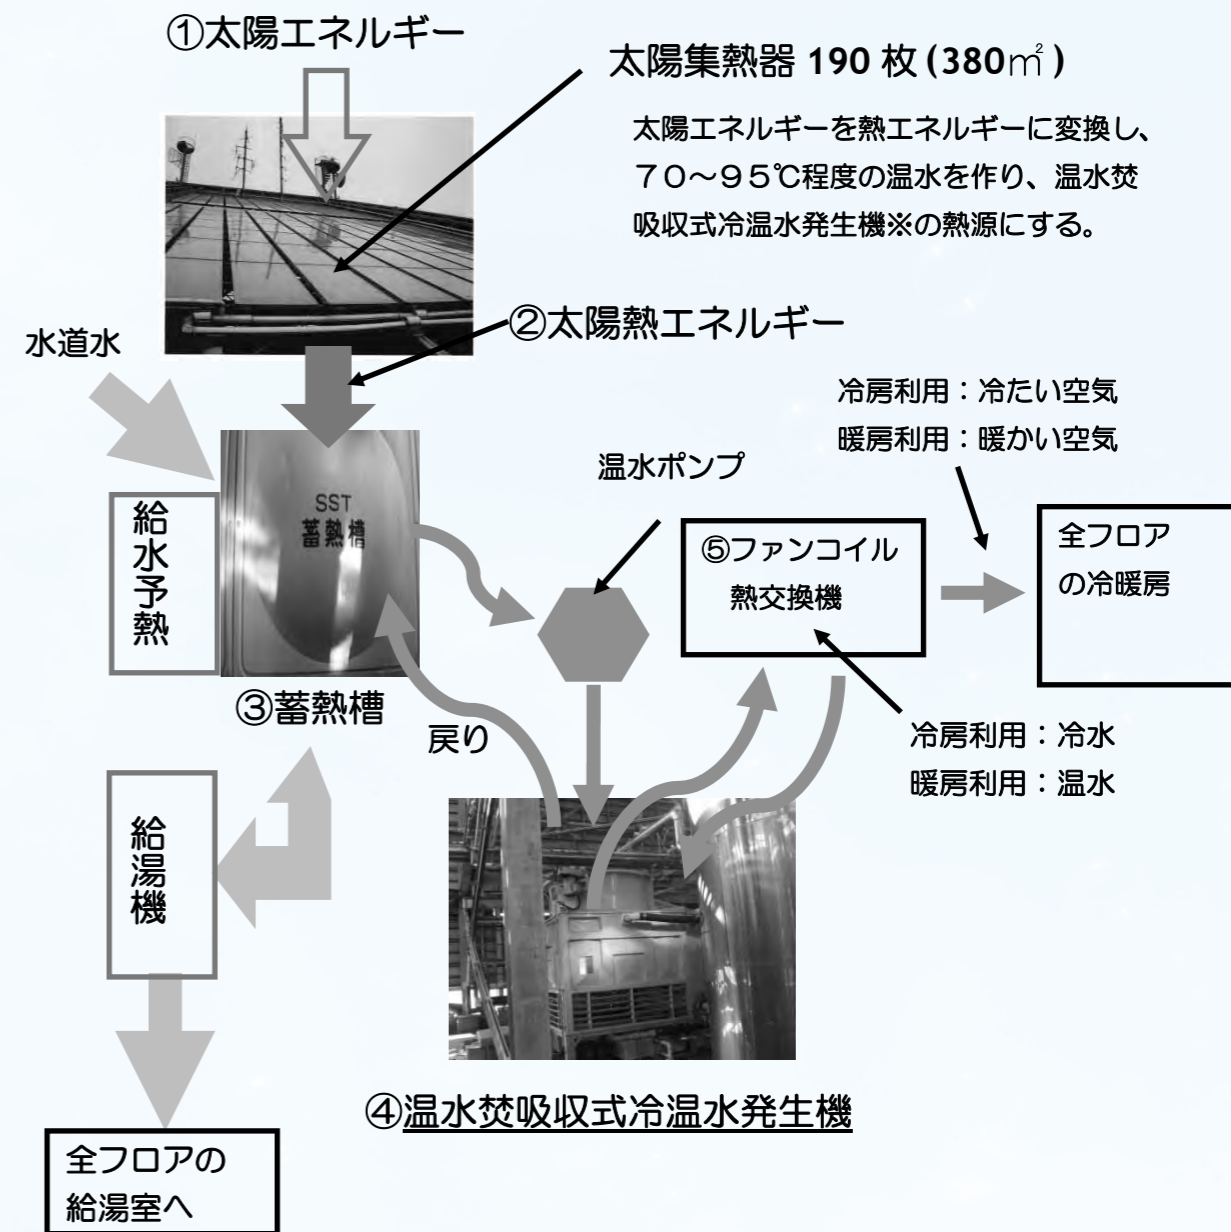 ①太陽エネルギー
太陽集熱器 190 枚 (380㎡ )
太陽エネルギーを熱エネルギーに変換し、
７０～９５℃程度の温水を作り、温水焚
吸収式冷温水発生機※の熱源にする。
②太陽熱エネルギー
水道水
冷房利用：冷たい空気
暖房利用：暖かい空気
温水ポンプ
SST
蓄熱槽
給水予熱
⑤ファンコイル
熱交換機
全フロア
の冷暖房
③蓄熱槽
戻り
冷房利用：冷水
暖房利用：温水
給湯機
④温水焚吸収式冷温水発生機
全フロアの
給湯室へ